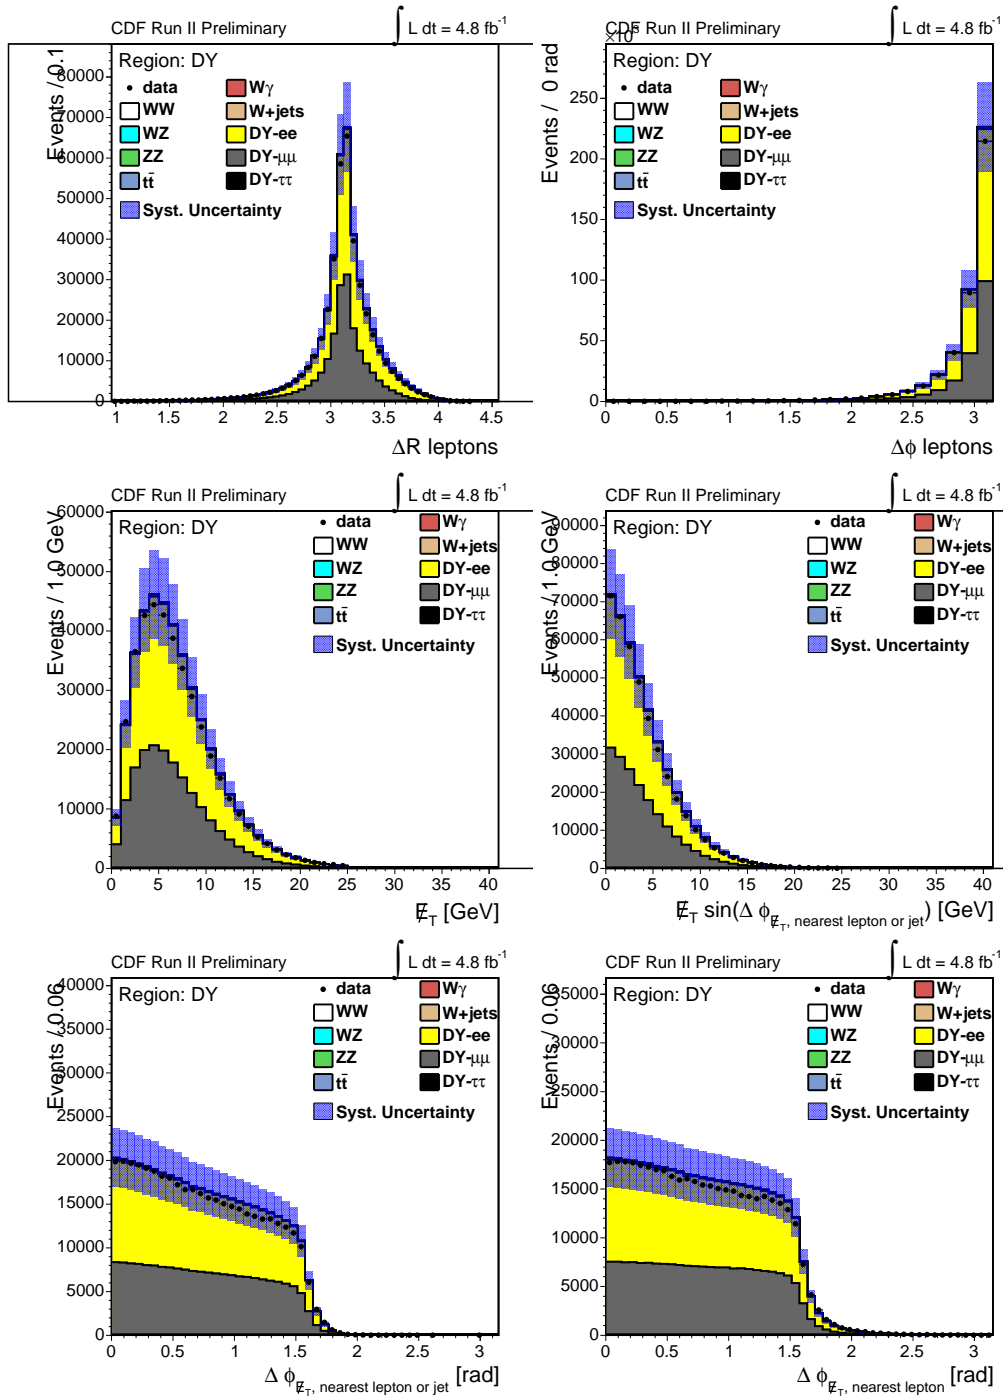 CDF Run II Preliminary
∫ L dt = 4.8 fb⁻¹
Region: DY
data
WW
WZ
ZZ
tt̄
Wγ
W+jets
DY-ee
DY-μμ
DY-ττ
Syst. Uncertainty
Events / 0.1
80000
70000
60000
50000
40000
30000
20000
10000
0
1 1.5 2 2.5 3 3.5 4 4.5
ΔR leptons
CDF Run II Preliminary
∫ L dt = 4.8 fb⁻¹
Region: DY
data
WW
WZ
ZZ
tt̄
Wγ
W+jets
DY-ee
DY-μμ
DY-ττ
Syst. Uncertainty
Events / 0 rad
250
200
150
100
50
0
0 0.5 1 1.5 2 2.5 3
Δϕ leptons
CDF Run II Preliminary
∫ L dt = 4.8 fb⁻¹
Region: DY
data
WW
WZ
ZZ
tt̄
Wγ
W+jets
DY-ee
DY-μμ
DY-ττ
Syst. Uncertainty
Events / 1.0 GeV
60000
50000
40000
30000
20000
10000
0
0 5 10 15 20 25 30 35 40
E̸_T [GeV]
CDF Run II Preliminary
∫ L dt = 4.8 fb⁻¹
Region: DY
data
WW
WZ
ZZ
tt̄
Wγ
W+jets
DY-ee
DY-μμ
DY-ττ
Syst. Uncertainty
Events / 1.0 GeV
90000
80000
70000
60000
50000
40000
30000
20000
10000
0
0 5 10 15 20 25 30 35 40
E̸_T sin(Δ ϕ_E̸_T, nearest lepton or jet) [GeV]
CDF Run II Preliminary
∫ L dt = 4.8 fb⁻¹
Region: DY
data
WW
WZ
ZZ
tt̄
Wγ
W+jets
DY-ee
DY-μμ
DY-ττ
Syst. Uncertainty
Events / 0.06
40000
35000
30000
25000
20000
15000
10000
5000
0
0 0.5 1 1.5 2 2.5 3
Δ ϕ_E̸_T, nearest lepton or jet [rad]
CDF Run II Preliminary
∫ L dt = 4.8 fb⁻¹
Region: DY
data
WW
WZ
ZZ
tt̄
Wγ
W+jets
DY-ee
DY-μμ
DY-ττ
Syst. Uncertainty
Events / 0.06
35000
30000
25000
20000
15000
10000
5000
0
0 0.5 1 1.5 2 2.5 3
Δ ϕ_E̸_T, nearest lepton [rad]